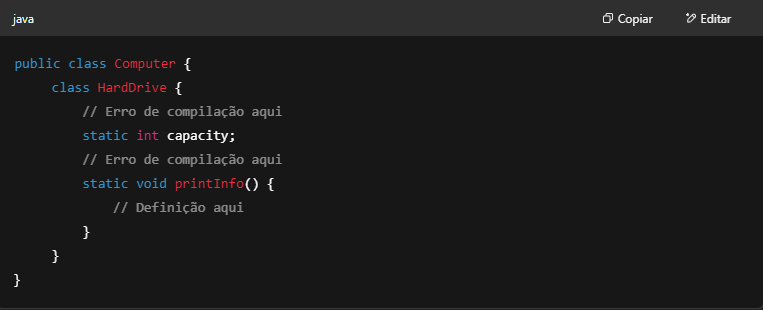 java Copiar Editar
public class Computer {
class HardDrive {
// Erro de compilação aqui
static int capacity;
// Erro de compilação aqui
static void printInfo() {
// Definição aqui
}
}
}